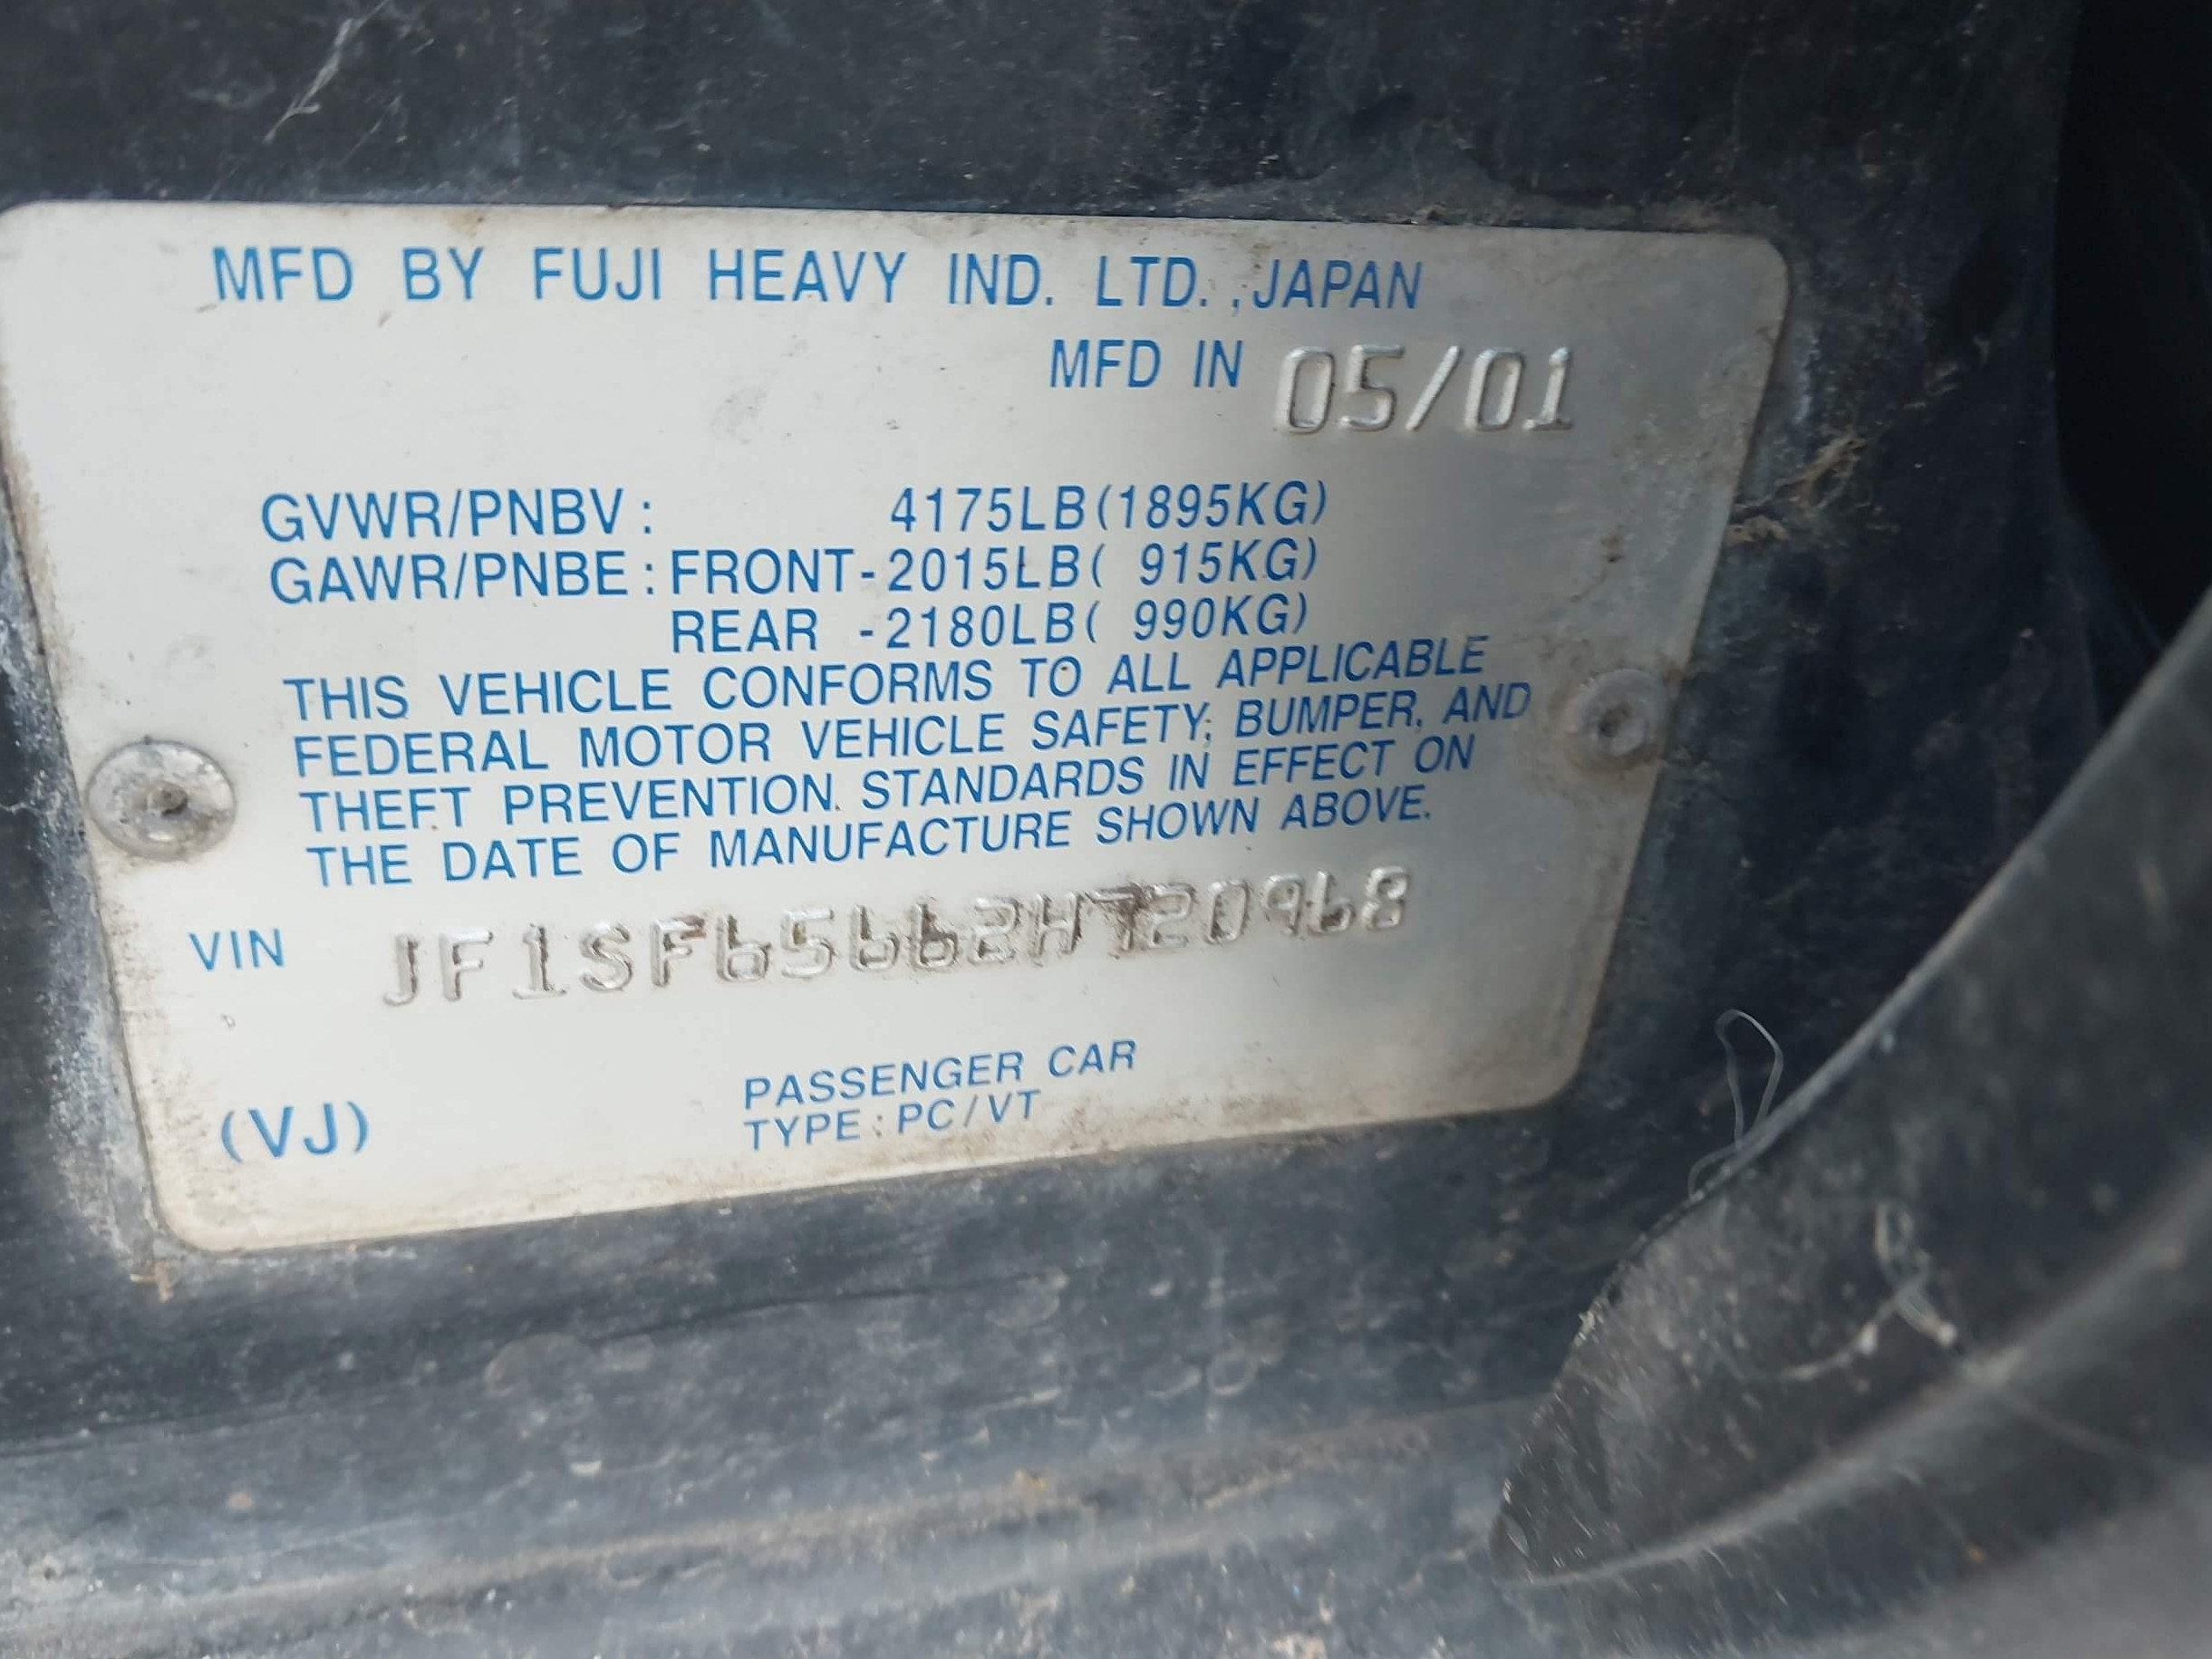 MFD BY FUJI HEAVY IND. LTD.,JAPAN
MFD IN 05/01
GVWR/PNBV: 4175LB(1895KG)
GAWR/PNBE:FRONT-2015LB( 915KG)
REAR -2180LB( 990KG)
THIS VEHICLE CONFORMS TO ALL APPLICABLE
FEDERAL MOTOR VEHICLE SAFETY, BUMPER, AND
THEFT PREVENTION STANDARDS IN EFFECT ON
THE DATE OF MANUFACTURE SHOWN ABOVE.
VIN JF1SF65662H720968
PASSENGER CAR
(VJ) TYPE:PC/VT